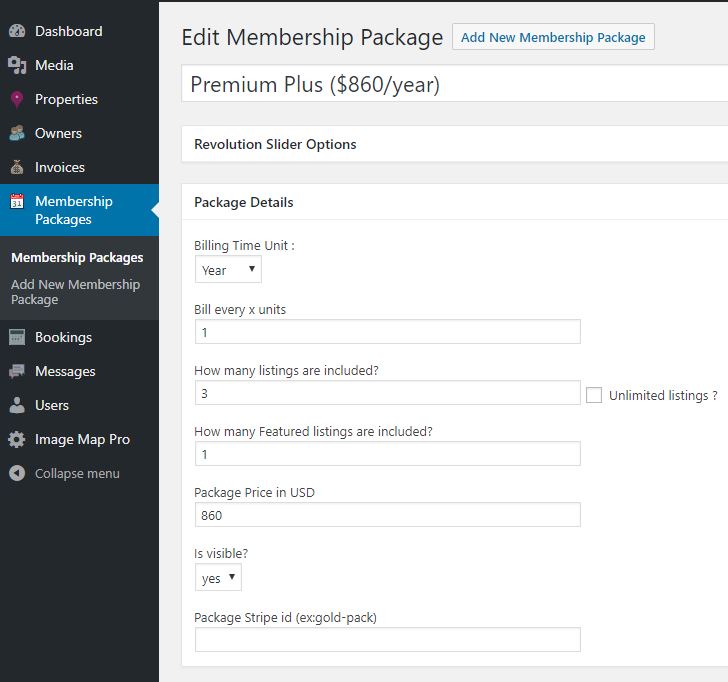 Dashboard
Media
Properties
Owners
Invoices
31
Membership
Packages
Membership Packages
Add New Membership
Package
Bookings
Messages
Users
Image Map Pro
Collapse menu
Edit Membership Package
Add New Membership Package
Premium Plus ($860/year)
Revolution Slider Options
Package Details
Billing Time Unit :
Year
Bill every x units
1
How many listings are included?
3
Unlimited listings ?
How many Featured listings are included?
1
Package Price in USD
860
Is visible?
yes
Package Stripe id (ex:gold-pack)